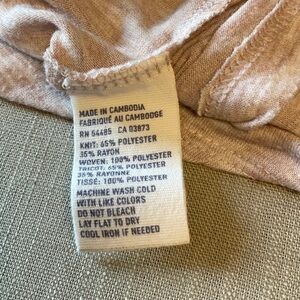 MADE IN CAMBODIA
FABRIQUÉ AU CAMBODGE
RN 54485 CA 03873
KNIT: 65% POLYESTER
35% RAYON
WOVEN: 100% POLYESTER
TRICOT: 65% POLYESTER
35% RAYONNE
TISSÉ: 100% POLYESTER
MACHINE WASH COLD
WITH LIKE COLORS
DO NOT BLEACH
LAY FLAT TO DRY
COOL IRON IF NEEDED